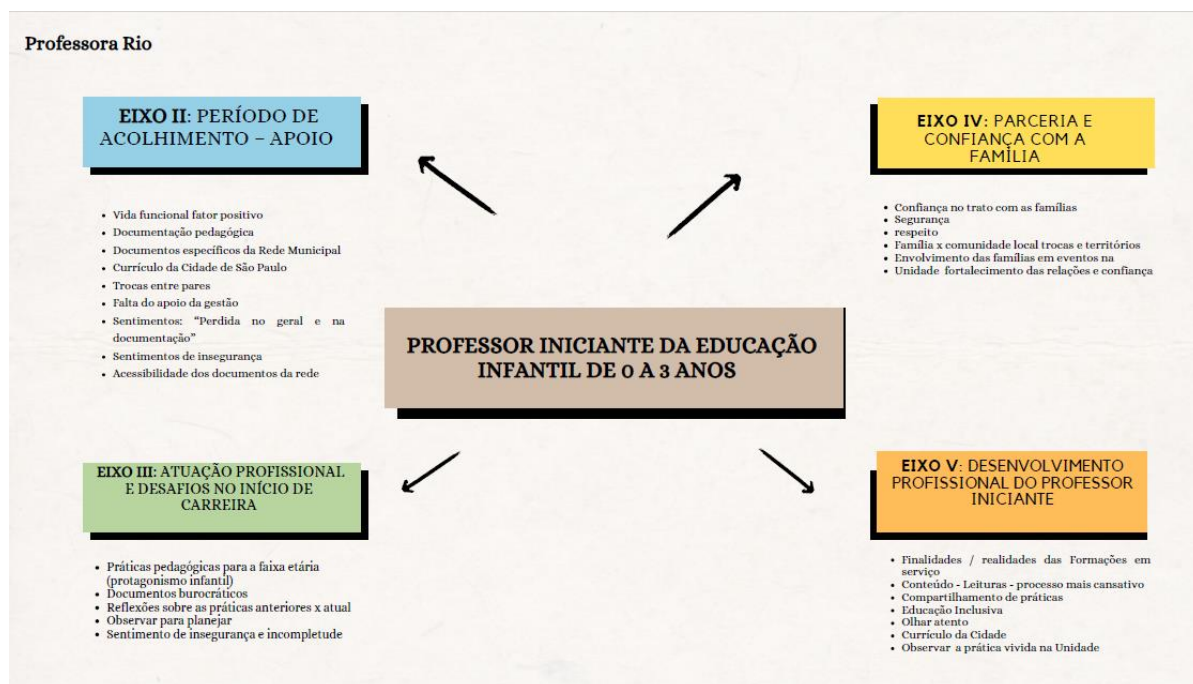 Professora Rio
EIXO II: PERÍODO DE
ACOLHIMENTO – APOIO
• Vida funcional fator positivo
• Documentação pedagógica
• Documentos específicos da Rede Municipal
• Currículo da Cidade de São Paulo
• Trocas entre pares
• Falta do apoio da gestão
• Sentimentos: “Perdida no geral e na
documentação”
• Sentimentos de insegurança
• Acessibilidade dos documentos da rede
EIXO IV: PARCERIA E
CONFIANÇA COM A
FAMÍLIA
• Confiança no trato com as famílias
• Segurança
• respeito
• Família x comunidade local trocas e territórios
• Envolvimento das famílias em eventos na
• Unidade fortalecimento das relações e confiança
PROFESSOR INICIANTE DA EDUCAÇÃO
INFANTIL DE 0 A 3 ANOS
EIXO III: ATUAÇÃO PROFISSIONAL
E DESAFIOS NO INÍCIO DE
CARREIRA
• Práticas pedagógicas para a faixa etária
(protagonismo infantil)
• Documentos burocráticos
• Reflexões sobre as práticas anteriores x atual
• Observar para planejar
• Sentimento de insegurança e incompletude
EIXO V: DESENVOLVIMENTO
PROFISSIONAL DO PROFESSOR
INICIANTE
• Finalidades / realidades das Formações em
serviço
• Conteúdo - Leituras - processo mais cansativo
• Compartilhamento de práticas
• Educação Inclusiva
• Olhar atento
• Currículo da Cidade
• Observar a prática vivida na Unidade